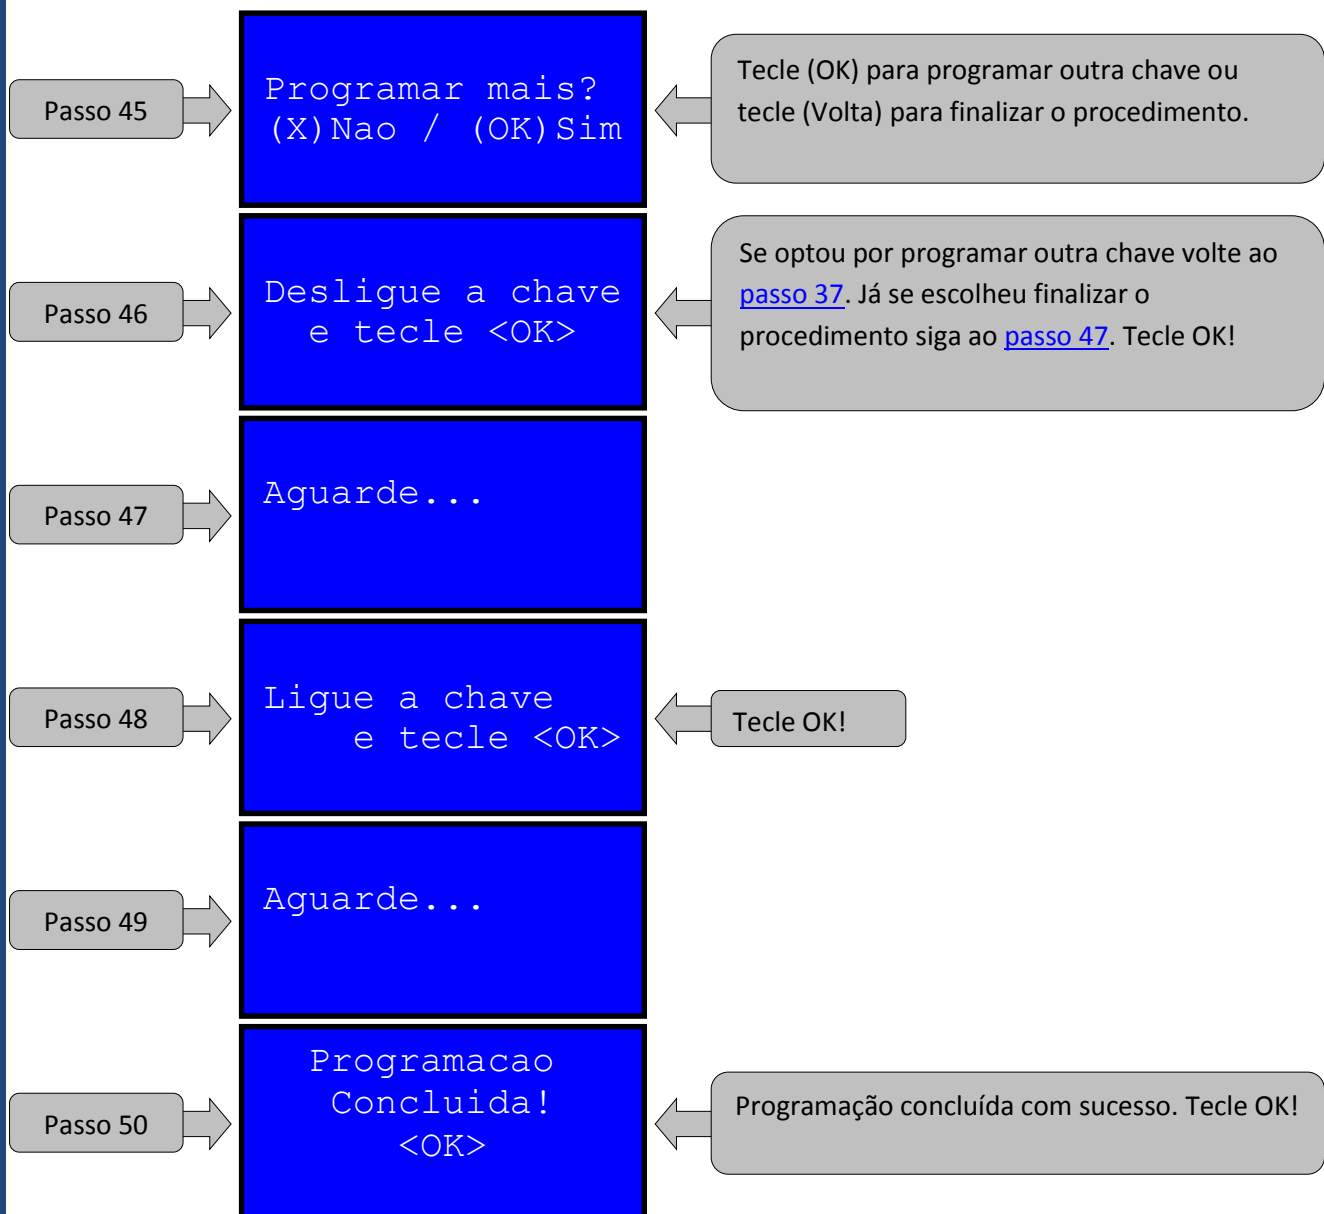 Passo 45
Programar mais?
(X)Nao / (OK)Sim
Tecle (OK) para programar outra chave ou
tecle (Volta) para finalizar o procedimento.
Passo 46
Desligue a chave
e tecle <OK>
Se optou por programar outra chave volte ao
passo 37. Já se escolheu finalizar o
procedimento siga ao passo 47. Tecle OK!
Passo 47
Aguarde...
Passo 48
Ligue a chave
e tecle <OK>
Tecle OK!
Passo 49
Aguarde...
Passo 50
Programacao
Concluida!
<OK>
Programação concluída com sucesso. Tecle OK!